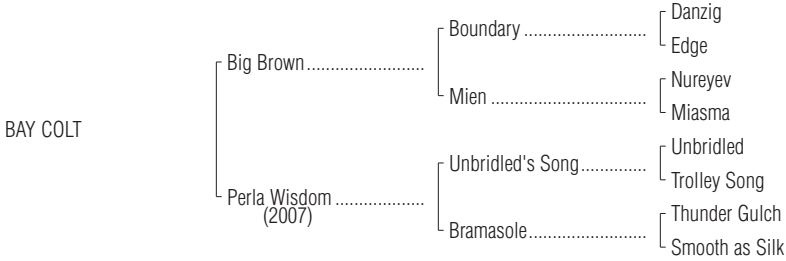 Danzig
Boundary ..........................
Edge
Big Brown.........................
Nureyev
Mien .................................
Miasma
BAY COLT
Unbridled
Unbridled's Song..............
Trolley Song
Perla Wisdom ...................
(2007)
Thunder Gulch
Bramasole.........................
Smooth as Silk